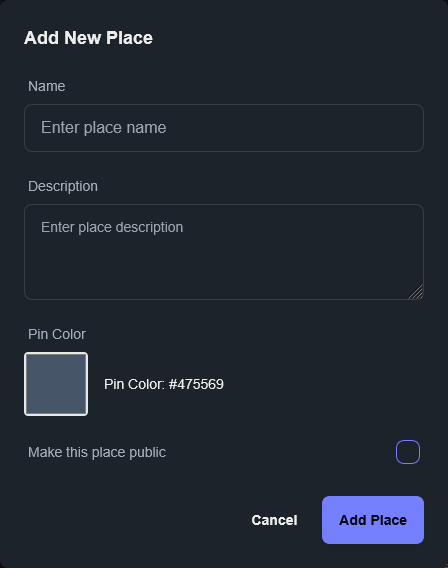 Add New Place
Name
Enter place name
Description
Enter place description
Pin Color
Pin Color: #475569
Make this place public
Cancel
Add Place